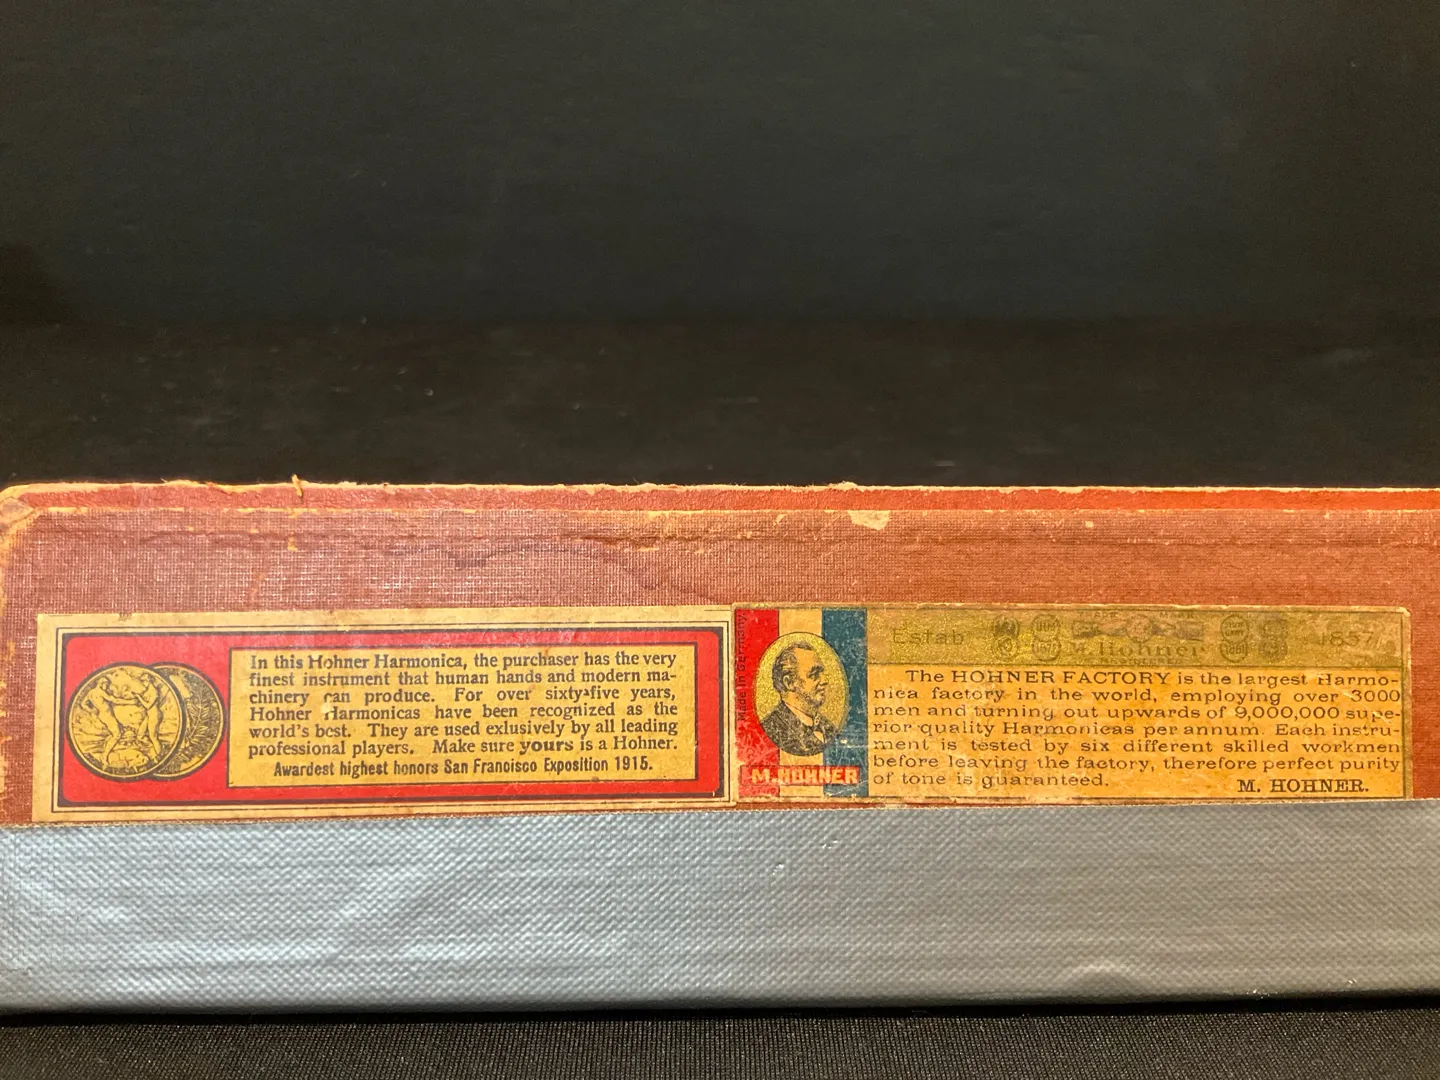 In this Hohner Harmonica, the purchaser has the very
finest instrument that human hands and modern ma-
chinery can produce. For over sixty-five years,
Hohner Harmonicas have been recognized as the
world's best. They are used exlusively by all leading
professional players. Make sure yours is a Hohner.
Awardest highest honors San Francisco Exposition 1915.
Made in Germany
M. HOHNER
Estab 1857
M. Hohner
The HOHNER FACTORY is the largest Harmo-
nica factory in the world, employing over 3000
men and turning out upwards of 9,000,000 supe-
rior quality Harmonicas per annum. Each instru-
ment is tested by six different skilled workmen
before leaving the factory, therefore perfect purity
of tone is guaranteed.
M. HOHNER.